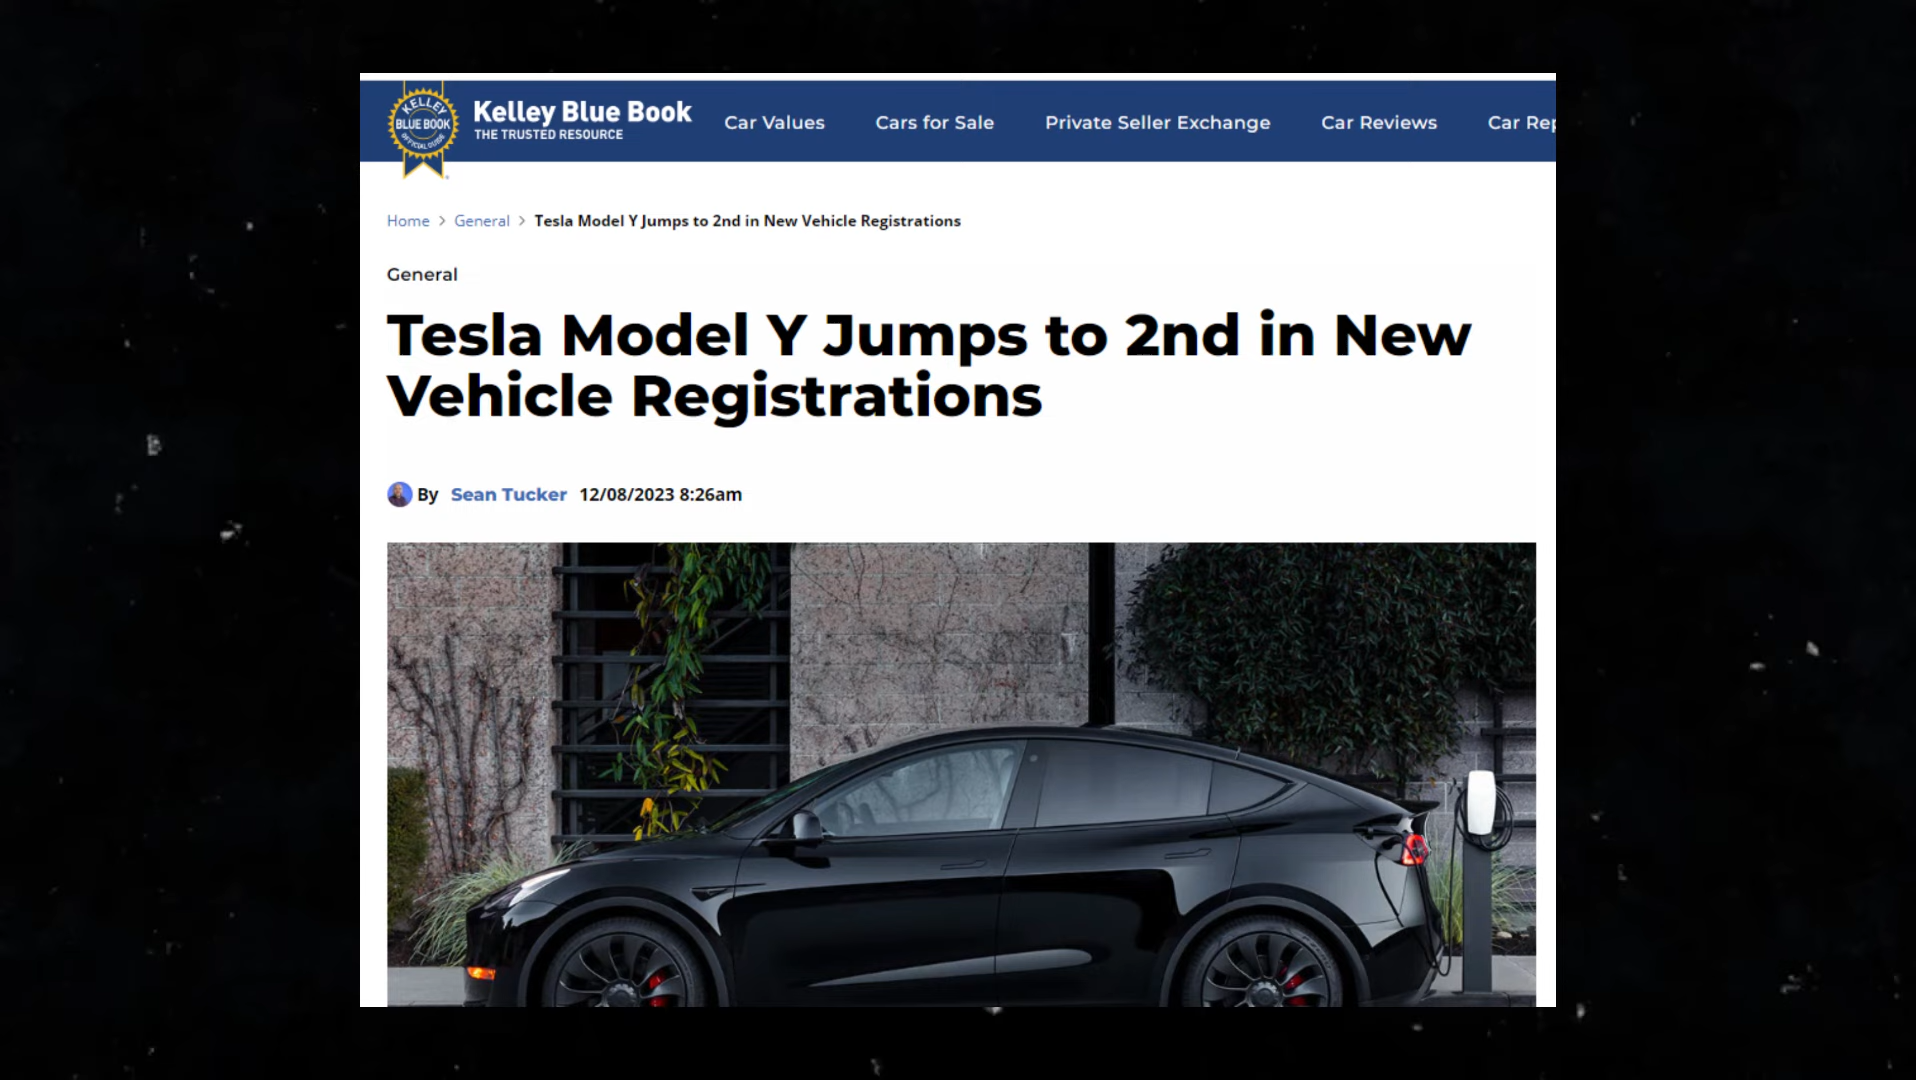 KELLEY
BLUE BOOK
OFFICIAL GUIDE
Kelley Blue Book
THE TRUSTED RESOURCE
Car Values
Cars for Sale
Private Seller Exchange
Car Reviews
Car Rep
Home > General > Tesla Model Y Jumps to 2nd in New Vehicle Registrations
General
Tesla Model Y Jumps to 2nd in New
Vehicle Registrations
By Sean Tucker 12/08/2023 8:26am